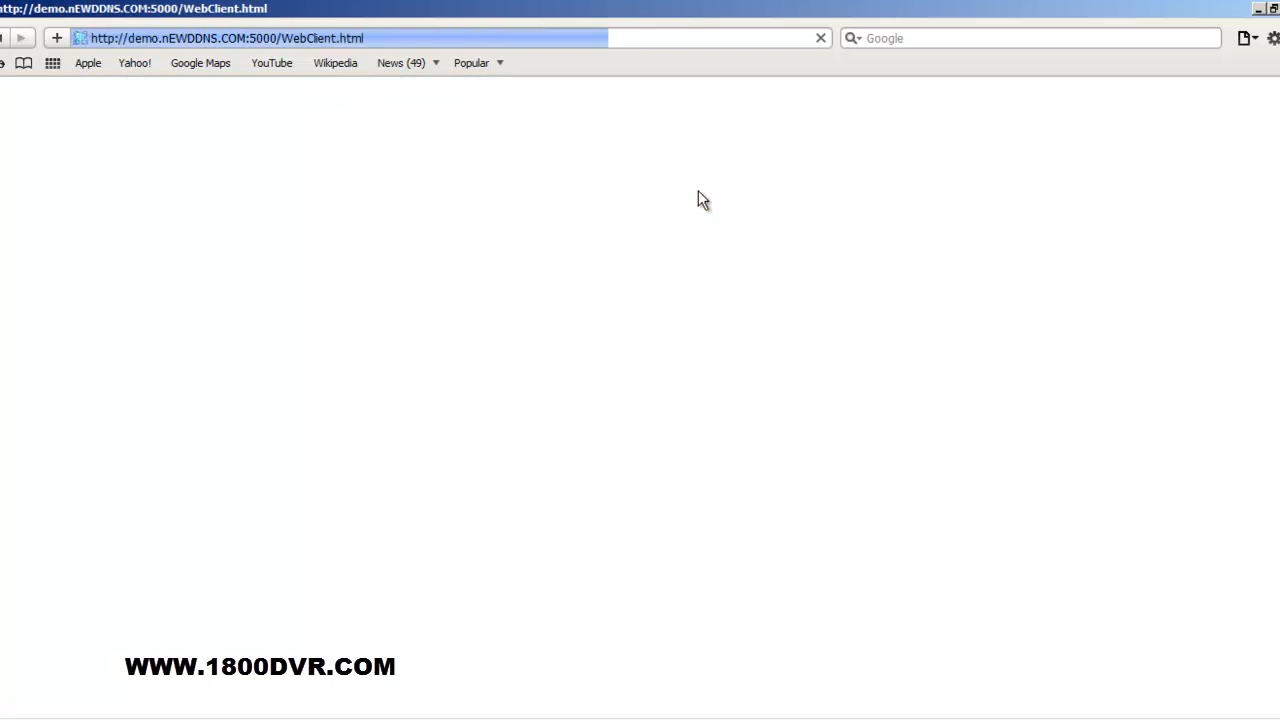 http://demo.nEWDDNS.COM:5000/WebClient.html
http://demo.nEWDDNS.COM:5000/WebClient.html
Google
Apple Yahoo! Google Maps YouTube Wikipedia News (49) Popular
WWW.1800DVR.COM